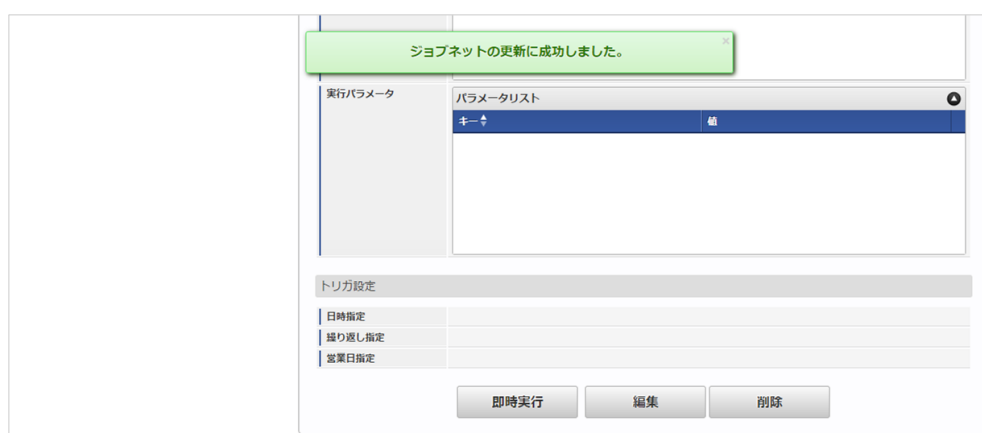 ジョブネットの更新に成功しました。
×
実行パラメータ
パラメータリスト
キー
値
トリガ設定
日時指定
繰り返し指定
営業日指定
即時実行
編集
削除